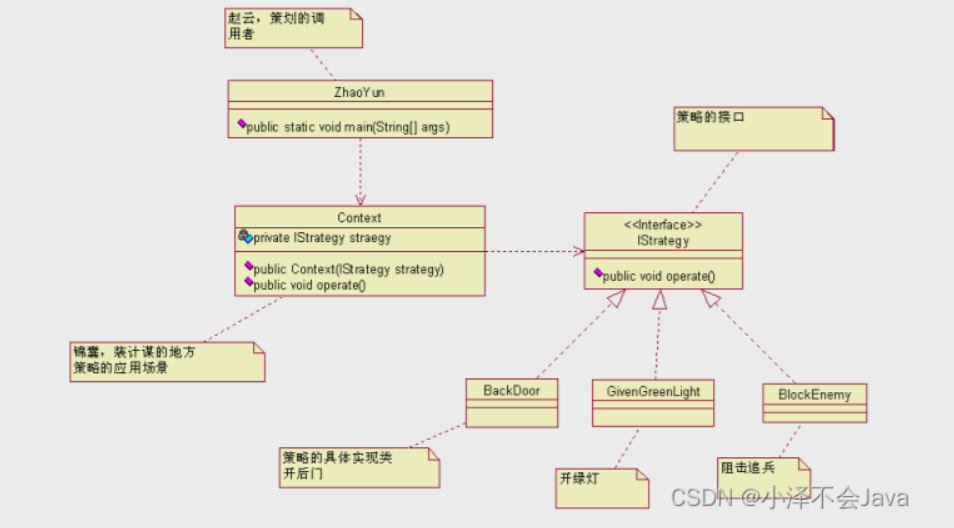 赵云，策划的调
用者
ZhaoYun
public static void main(String[] args)
策略的接口
Context
private IStrategy straegy
public Context(IStrategy strategy)
public void operate()
<<Interface>>
IStrategy
public void operate()
锦囊，装计谋的地方
策略的应用场景
BackDoor
GivenGreenLight
BlockEnemy
策略的具体实现类
开后门
开绿灯
阻击追兵
CSDN @小泽不会Java